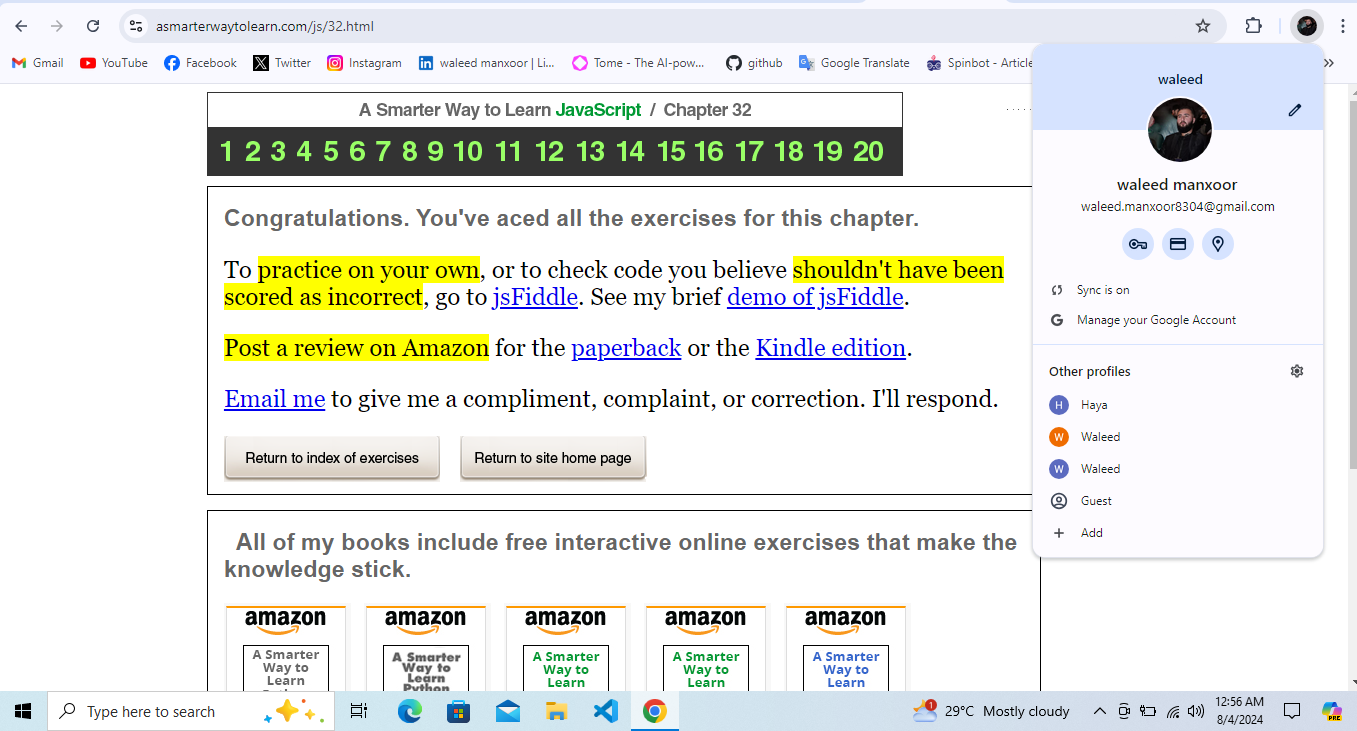 asmarterwaytolearn.com/js/32.html
Gmail YouTube Facebook Twitter Instagram waleed manxoor | Li... Tome - The AI-pow... github Google Translate Spinbot - Article
A Smarter Way to Learn JavaScript / Chapter 32
1 2 3 4 5 6 7 8 9 10 11 12 13 14 15 16 17 18 19 20
Congratulations. You've aced all the exercises for this chapter.
To practice on your own, or to check code you believe shouldn't have been
scored as incorrect, go to jsFiddle. See my brief demo of jsFiddle.
Post a review on Amazon for the paperback or the Kindle edition.
Email me to give me a compliment, complaint, or correction. I'll respond.
Return to index of exercises Return to site home page
All of my books include free interactive online exercises that make the
knowledge stick.
amazon amazon amazon amazon amazon
A Smarter A Smarter A Smarter A Smarter A Smarter
Way to Way to Way to Way to Way to
Learn Learn Learn Learn Learn
Python Python
waleed
waleed manxoor
waleed.manxoor8304@gmail.com
Sync is on
Manage your Google Account
Other profiles
H Haya
W Waleed
W Waleed
Guest
Add
Type here to search
1 29°C Mostly cloudy
12:56 AM
8/4/2024
PRE